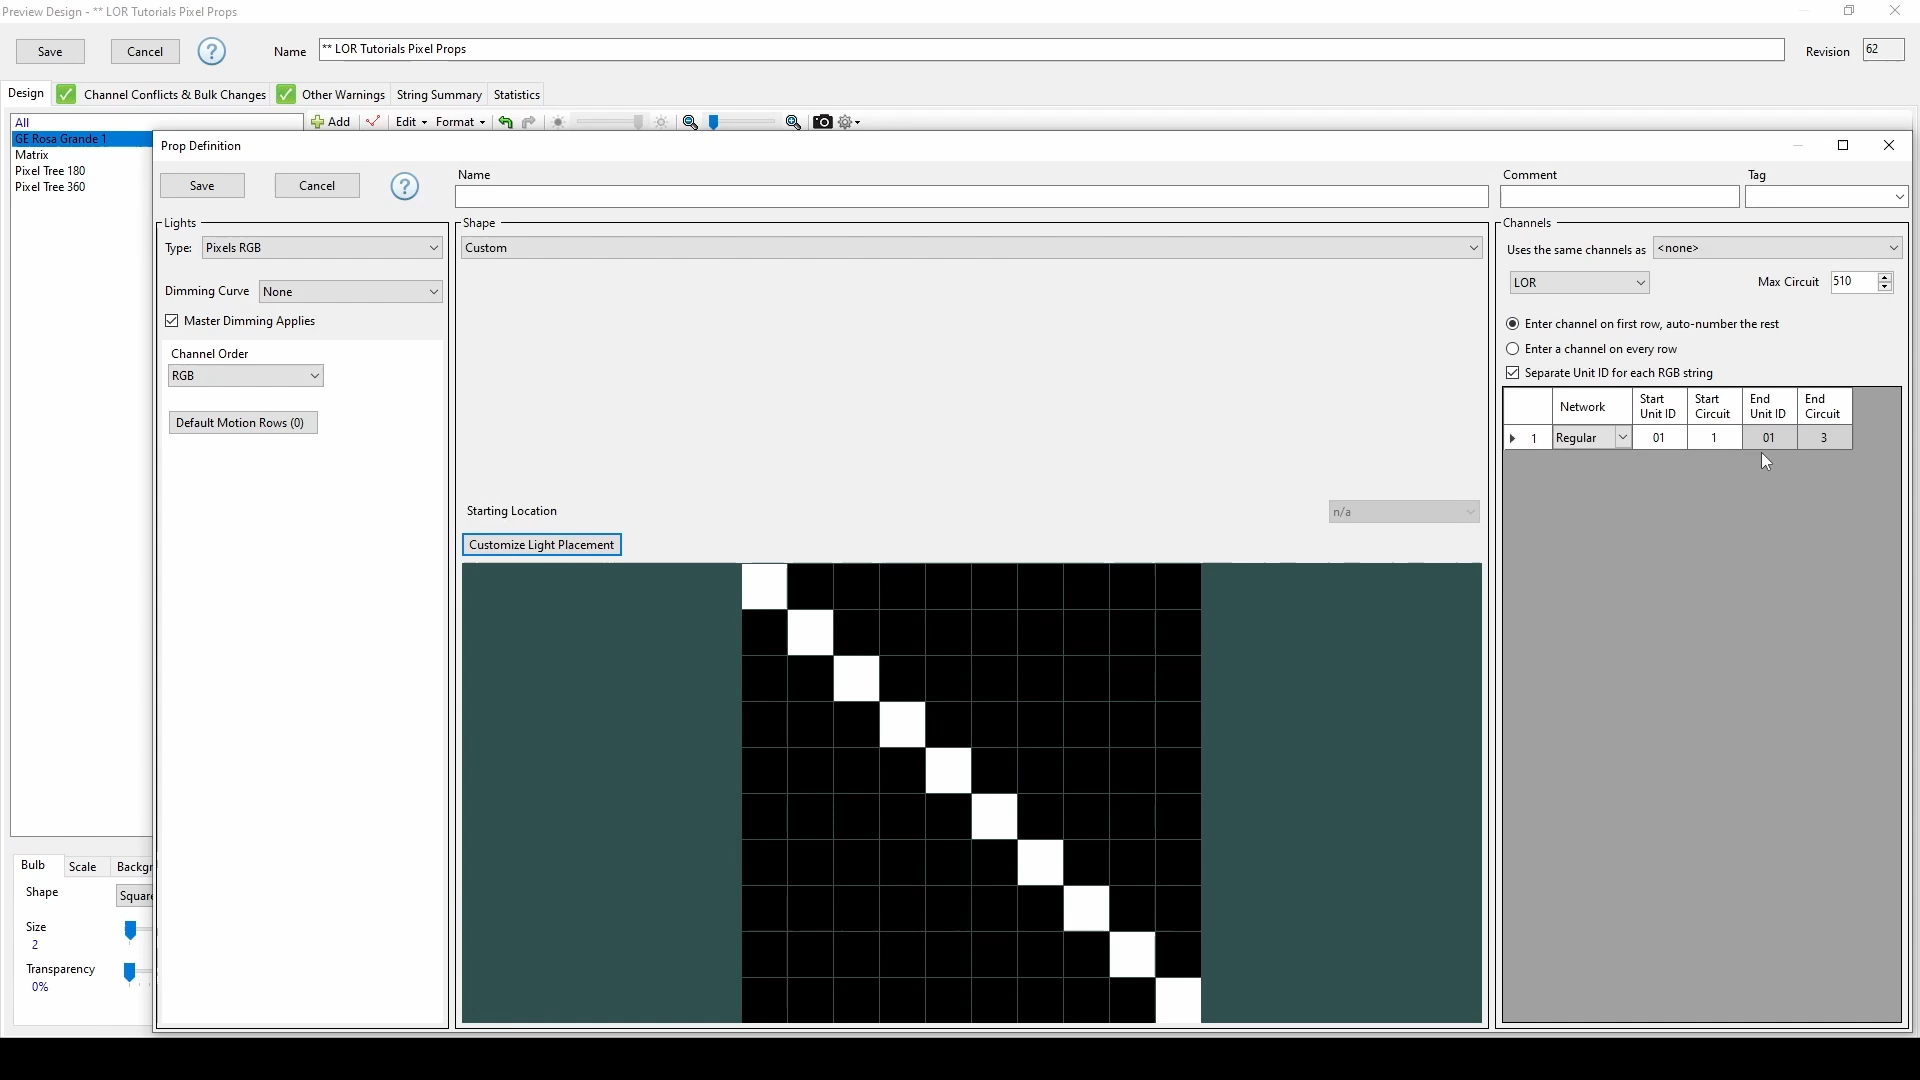 Preview Design - ** LOR Tutorials Pixel Props
Save
Cancel
?
Name
** LOR Tutorials Pixel Props
Revision
62
Design
Channel Conflicts & Bulk Changes
Other Warnings
String Summary
Statistics
All
GE Rosa Grande 1
Matrix
Pixel Tree 180
Pixel Tree 360
Add
Edit
Format
Prop Definition
Save
Cancel
?
Name
Comment
Tag
Lights
Type:
Pixels RGB
Dimming Curve
None
Master Dimming Applies
Channel Order
RGB
Default Motion Rows (0)
Shape
Custom
Starting Location
n/a
Customize Light Placement
Channels
Uses the same channels as
<none>
LOR
Max Circuit
510
Enter channel on first row, auto-number the rest
Enter a channel on every row
Separate Unit ID for each RGB string
Network
Start Unit ID
Start Circuit
End Unit ID
End Circuit
1
Regular
01
1
01
3
Bulb
Scale
Backgr
Shape
Square
Size
2
Transparency
0%